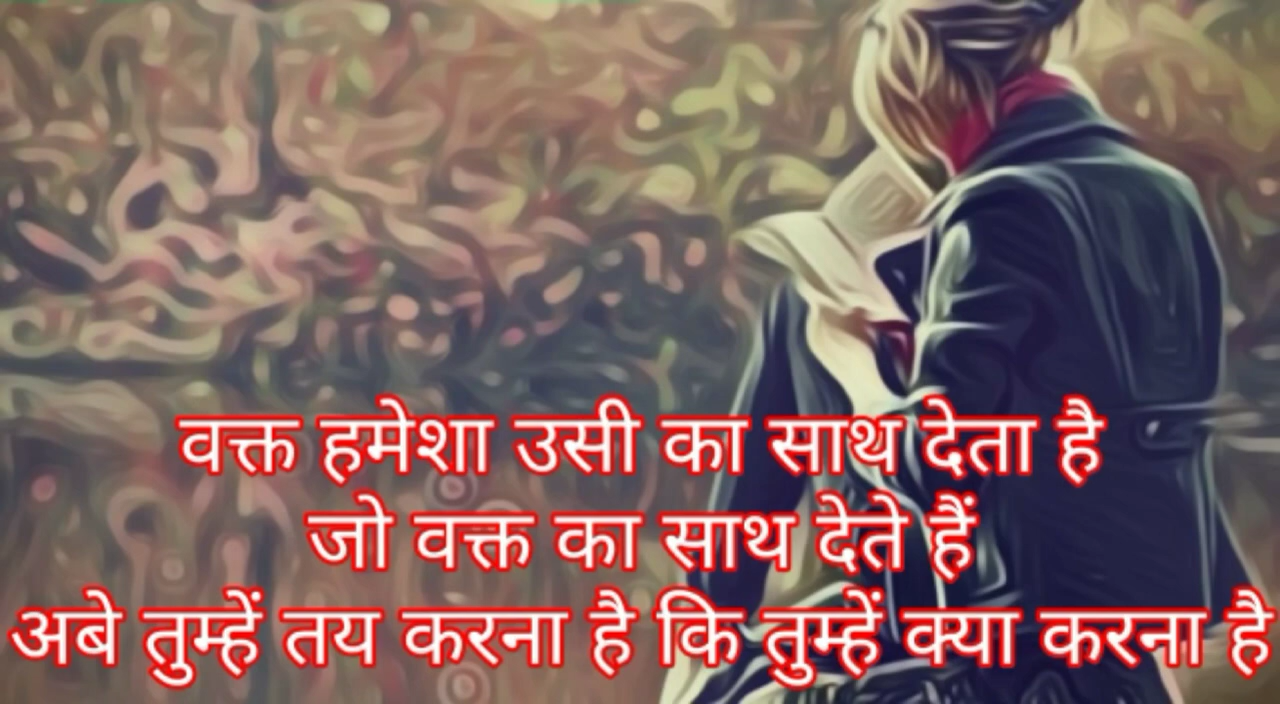 वक्त हमेशा उसी का साथ देता है
जो वक्त का साथ देते हैं
अबे तुम्हें तय करना है कि तुम्हें क्या करना है